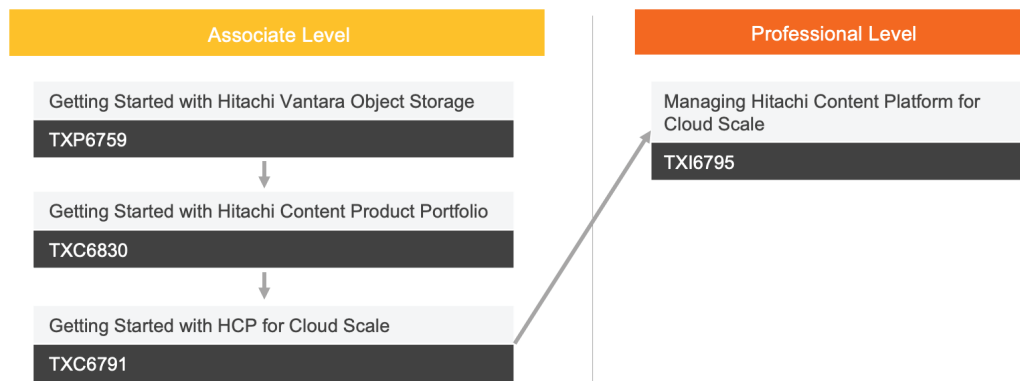 Associate Level
Getting Started with Hitachi Vantara Object Storage
TXP6759
Getting Started with Hitachi Content Product Portfolio
TXC6830
Getting Started with HCP for Cloud Scale
TXC6791
Professional Level
Managing Hitachi Content Platform for
Cloud Scale
TXI6795